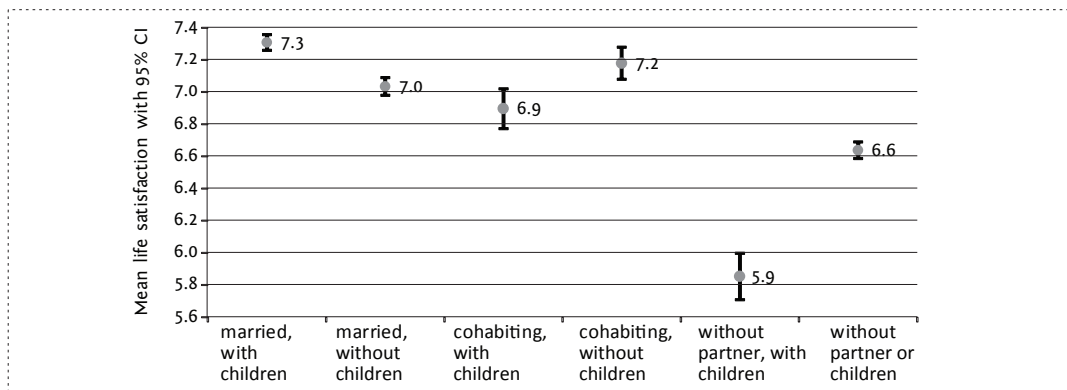 Mean life satisfaction with 95% CI
7.4
7.2
7.0
6.8
6.6
6.4
6.2
6.0
5.8
5.6
7.3
7.0
6.9
7.2
5.9
6.6
married,
with
children
married,
without
children
cohabiting,
with
children
cohabiting,
without
children
without
partner, with
children
without
partner or
children